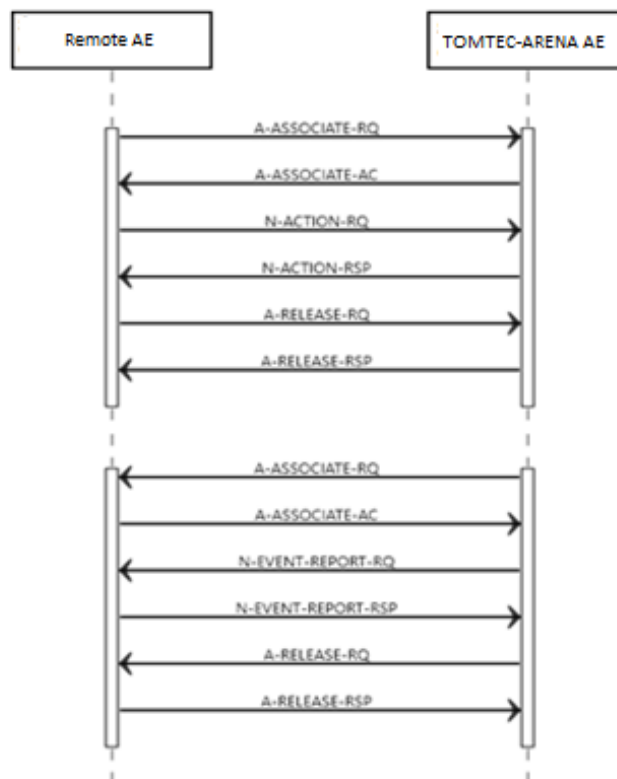 Remote AE
TOMTEC-ARENA AE
A-ASSOCIATE-RQ
A-ASSOCIATE-AC
N-ACTION-RQ
N-ACTION-RSP
A-RELEASE-RQ
A-RELEASE-RSP
A-ASSOCIATE-RQ
A-ASSOCIATE-AC
N-EVENT-REPORT-RQ
N-EVENT-REPORT-RSP
A-RELEASE-RQ
A-RELEASE-RSP